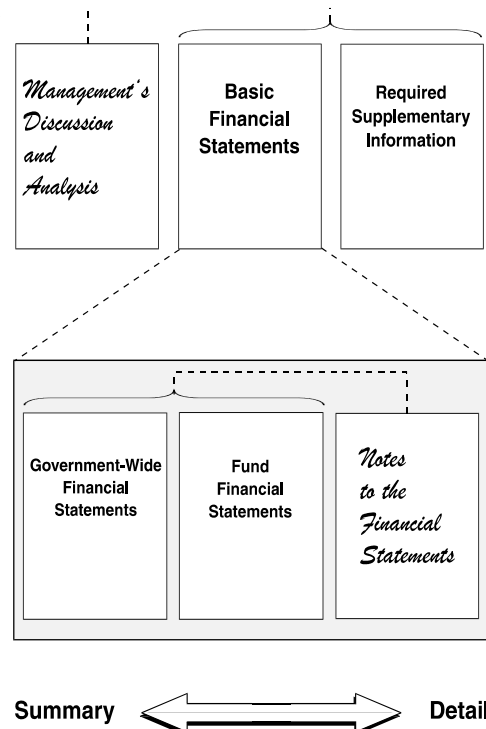 Management's
Discussion
and
Analysis
Basic
Financial
Statements
Required
Supplementary
Information
Government-Wide
Financial
Statements
Fund
Financial
Statements
Notes
to the
Financial
Statements
Summary
Detail